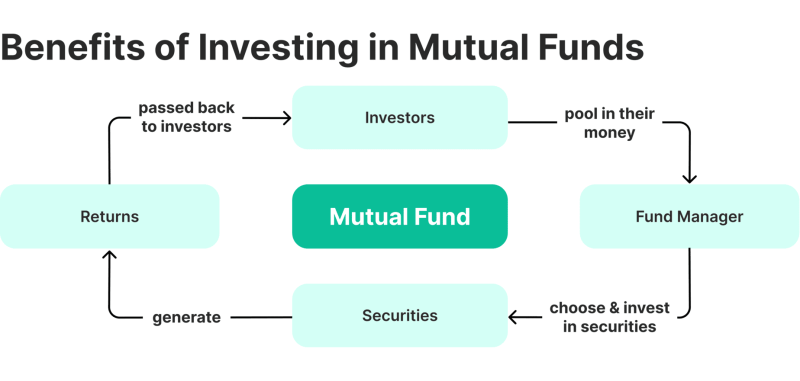 Benefits of Investing in Mutual Funds
passed back
to investors
Investors
pool in their
money
Returns
Mutual Fund
Fund Manager
generate
Securities
choose & invest
in securities